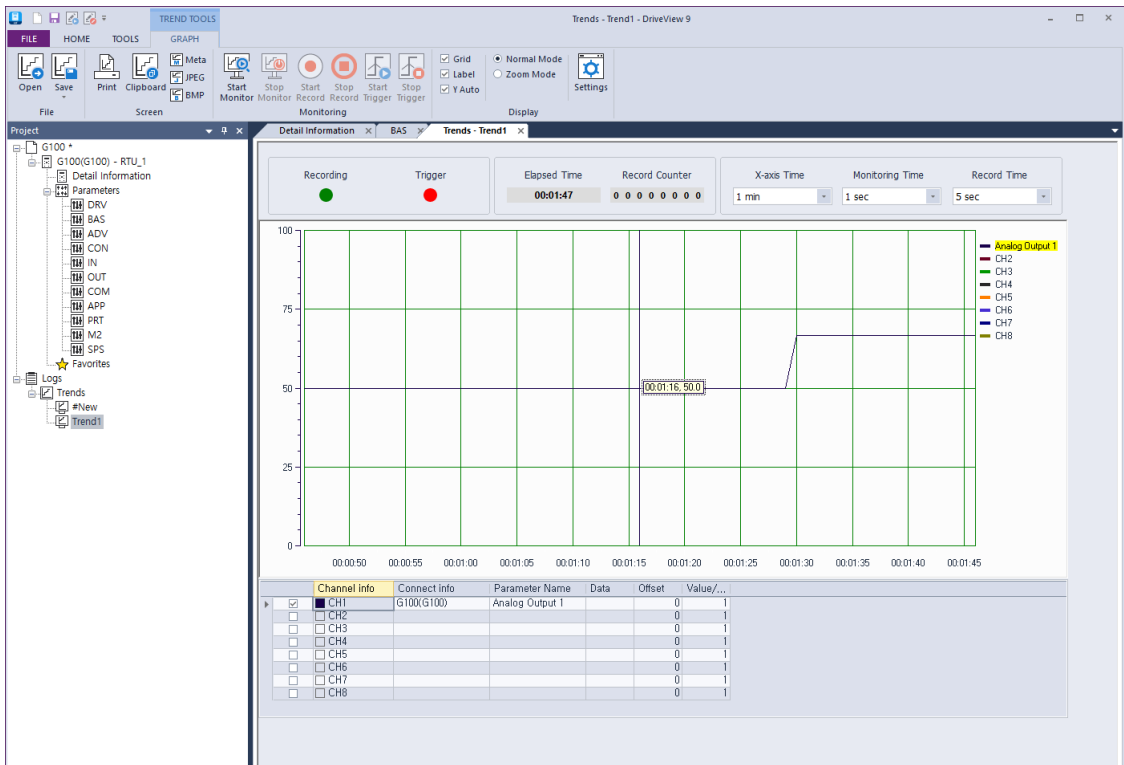 TREND TOOLS
Trends - Trend1 - DriveView 9
FILE HOME TOOLS GRAPH
Open Save Print Clipboard Meta JPEG BMP
Start Monitor Stop Monitor Start Record Stop Record Start Trigger Stop Trigger
Grid Label Y Auto
Normal Mode
Zoom Mode
Settings
File Screen Monitoring Display
Project
G100 *
G100(G100) - RTU_1
Detail Information
Parameters
DRV
BAS
ADV
CON
IN
OUT
COM
APP
PRT
M2
SPS
Favorites
Logs
Trends
#New
Trend1
Detail Information BAS Trends - Trend1
Recording Trigger Elapsed Time Record Counter X-axis Time Monitoring Time Record Time
00:01:47 0 0 0 0 0 0 0 0 1 min 1 sec 5 sec
100
75
50
25
0
00:01:16, 50.0
Analog Output 1
CH2
CH3
CH4
CH5
CH6
CH7
CH8
00:00:50 00:00:55 00:01:00 00:01:05 00:01:10 00:01:15 00:01:20 00:01:25 00:01:30 00:01:35 00:01:40 00:01:45
Channel info Connect info Parameter Name Data Offset Value/...
CH1 G100(G100) Analog Output 1 0 1
CH2 0 1
CH3 0 1
CH4 0 1
CH5 0 1
CH6 0 1
CH7 0 1
CH8 0 1